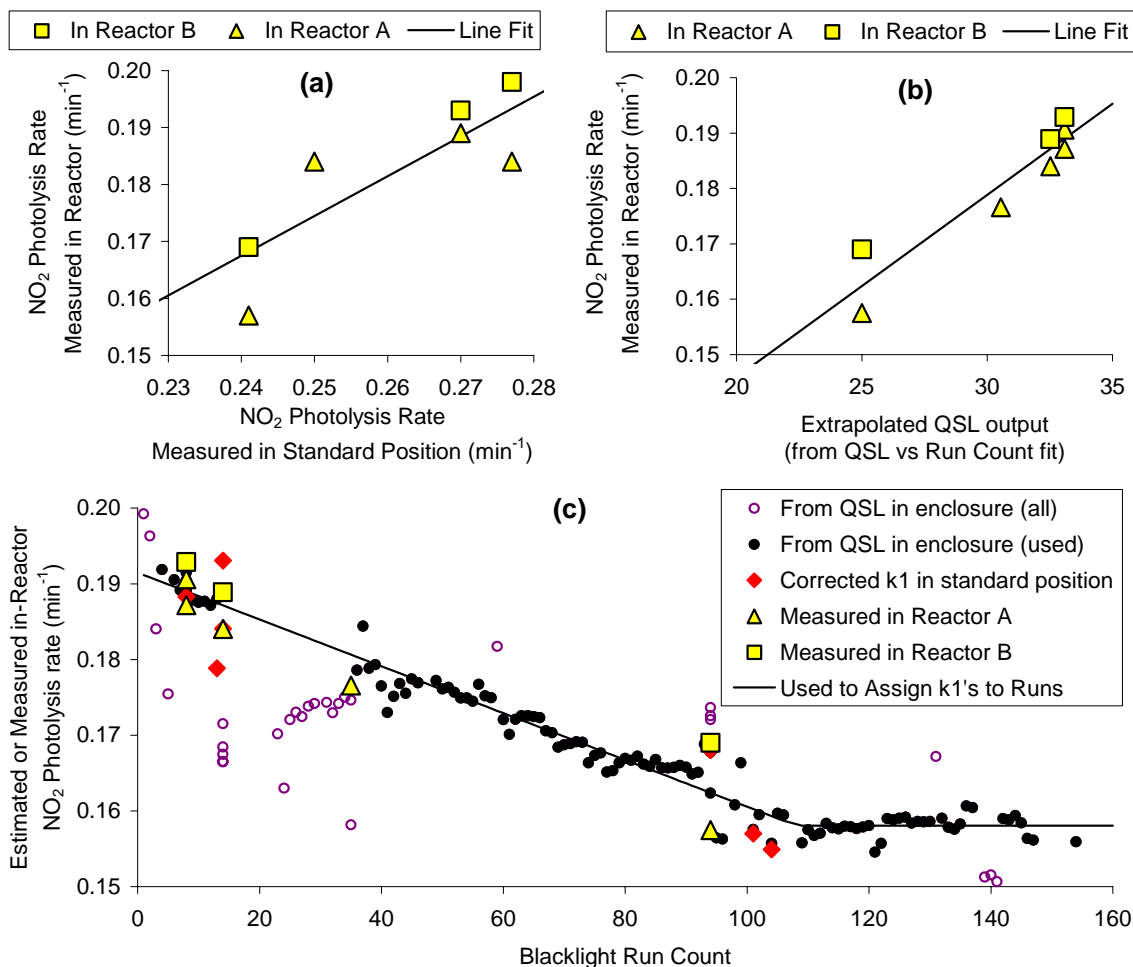 In Reactor B In Reactor A Line Fit
In Reactor A In Reactor B Line Fit
(a)
NO2 Photolysis Rate
Measured in Reactor (min-1)
0.20
0.19
0.18
0.17
0.16
0.15
0.23 0.24 0.25 0.26 0.27 0.28
NO2 Photolysis Rate
Measured in Standard Position (min-1)
(b)
NO2 Photolysis Rate
Measured in Reactor (min-1)
0.20
0.19
0.18
0.17
0.16
0.15
20 25 30 35
Extrapolated QSL output
(from QSL vs Run Count fit)
(c)
From QSL in enclosure (all)
From QSL in enclosure (used)
Corrected k1 in standard position
Measured in Reactor A
Measured in Reactor B
Used to Assign k1's to Runs
Estimated or Measured in-Reactor
NO2 Photolysis rate (min-1)
0.20
0.19
0.18
0.17
0.16
0.15
0 20 40 60 80 100 120 140 160
Blacklight Run Count